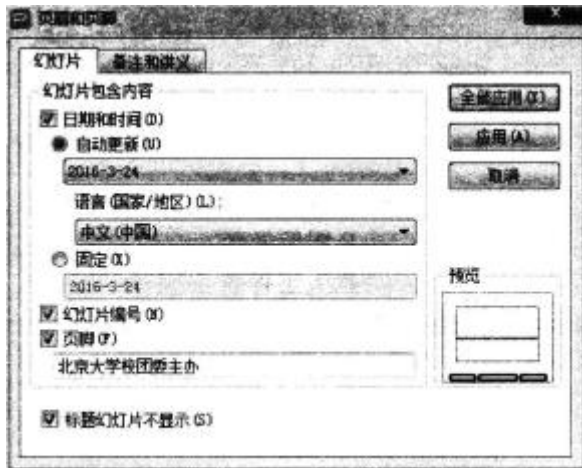 页眉和页脚
幻灯片 备注和讲义
幻灯片包含内容
日期和时间(D)
自动更新(U)
2016-3-24
语言(国家/地区)(L):
中文(中国)
固定(X)
2016-3-24
幻灯片编号(N)
页脚(F)
北京大学校团委主办
标题幻灯片不显示(S)
全部应用(Y)
应用(A)
取消
预览